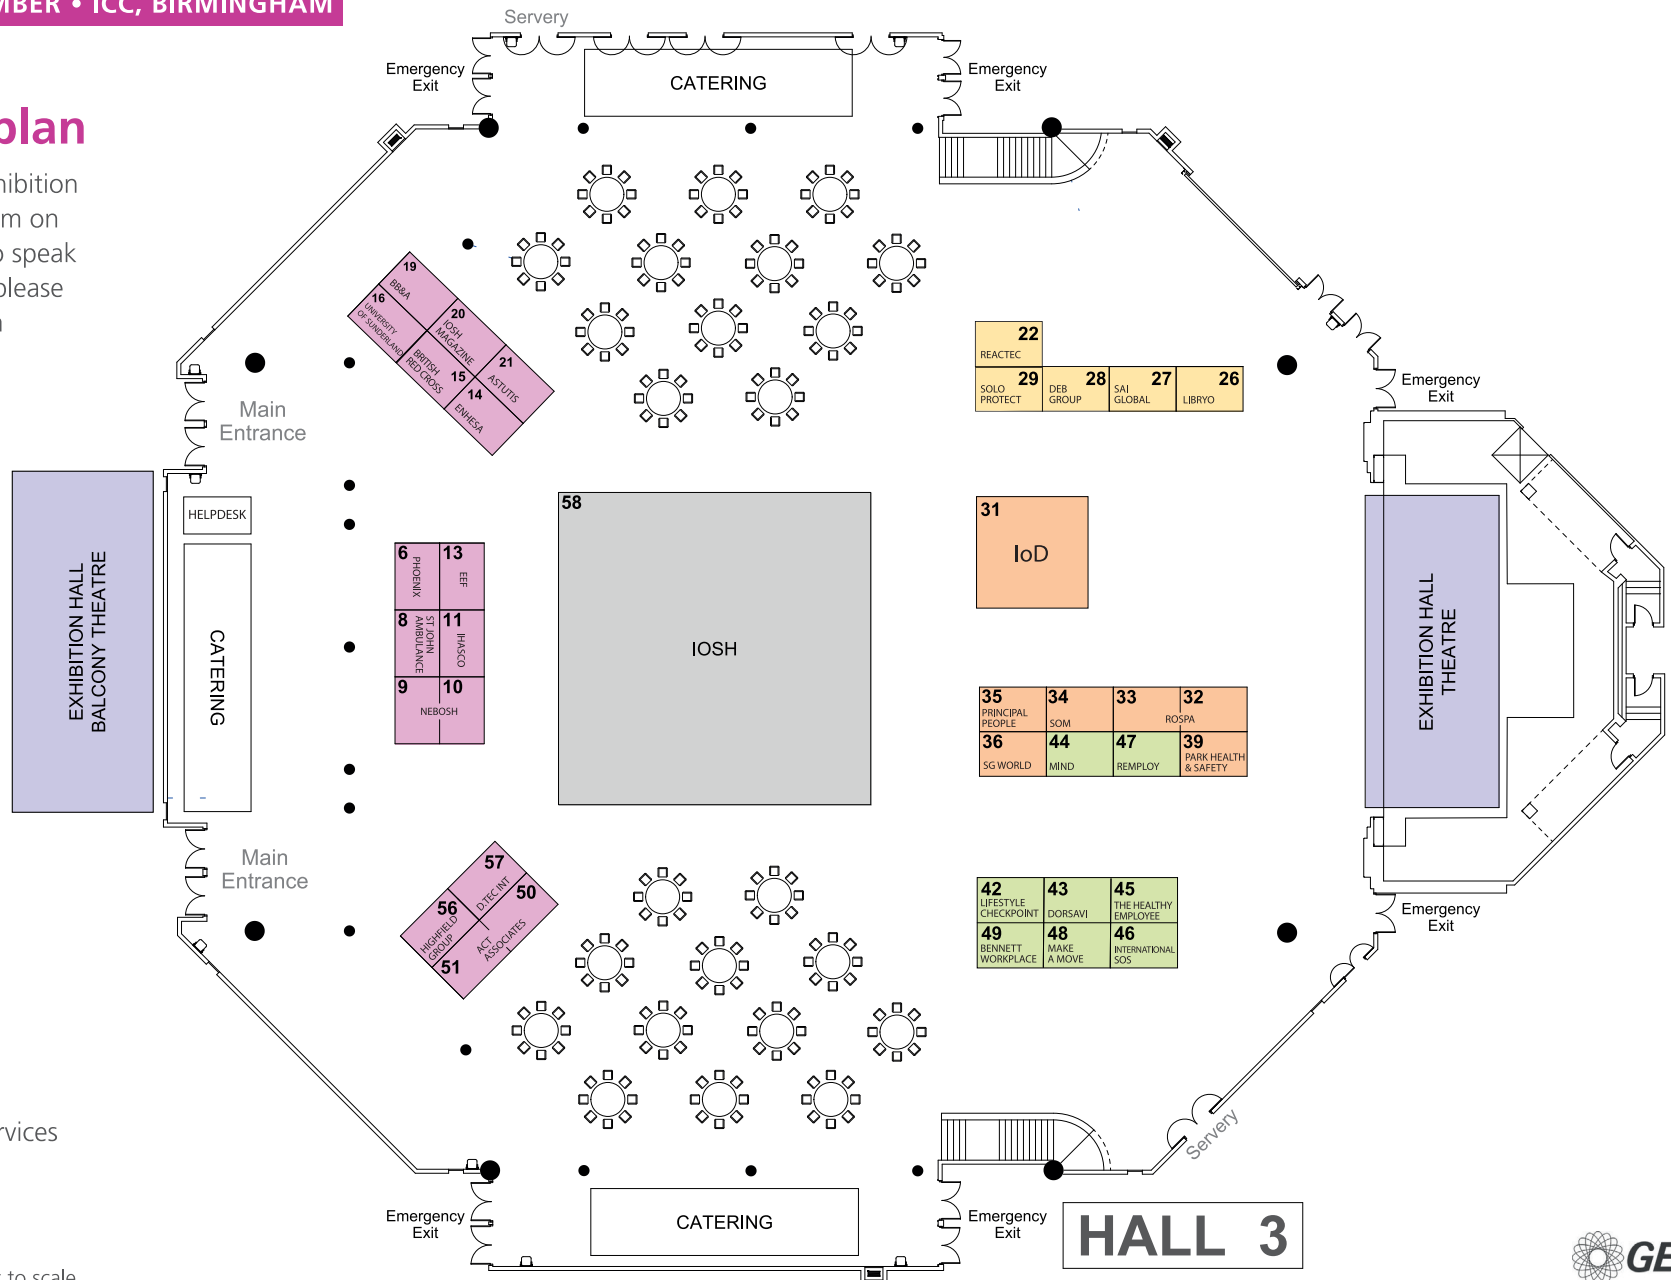 • ICC, BIRMINGHAM
plan
on
speak
please
to scale
Servery
Emergency
Exit
CATERING
Emergency
Exit
19
BB&A
16
UNIVERSITY
OF SUNDERLAND
20
IOSH
MAGAZINE
BRITISH
RED CROSS
15
21
ASTUTIS
14
ENHESA
22
REACTEC
29
SOLO
PROTECT
28
DEB
GROUP
27
SAI
GLOBAL
26
LIBRYO
Emergency
Exit
Main
Entrance
HELPDESK
EXHIBITION HALL
BALCONY THEATRE
CATERING
6
PHOENIX
13
EEF
8
ST JOHN
AMBULANCE
11
IHASCO
9
10
NEBOSH
58
IOSH
31
IoD
EXHIBITION HALL
THEATRE
35
PRINCIPAL
PEOPLE
34
SOM
33
32
ROSPA
36
SG WORLD
44
MIND
47
REMPLOY
39
PARK HEALTH
& SAFETY
Main
Entrance
57
D.TEC INT
50
56
HIGHFIELD
GROUP
ACT
ASSOCIATES
51
42
LIFESTYLE
CHECKPOINT
43
DORSAVI
45
THE HEALTHY
EMPLOYEE
49
BENNETT
WORKPLACE
48
MAKE
A MOVE
46
INTERNATIONAL
SOS
Emergency
Exit
Servery
Emergency
Exit
CATERING
Emergency
Exit
HALL 3